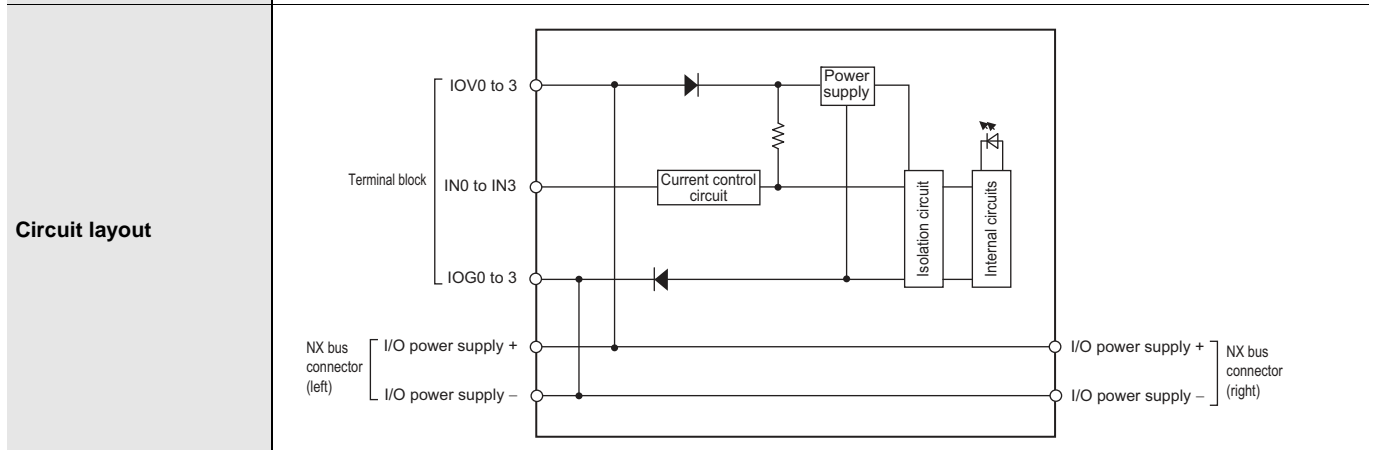 Circuit layout
Terminal block
IOV0 to 3
IN0 to IN3
IOG0 to 3
Power
supply
Current control
circuit
Isolation circuit
Internal circuits
NX bus
connector
(left)
I/O power supply +
I/O power supply −
I/O power supply +
I/O power supply −
NX bus
connector
(right)